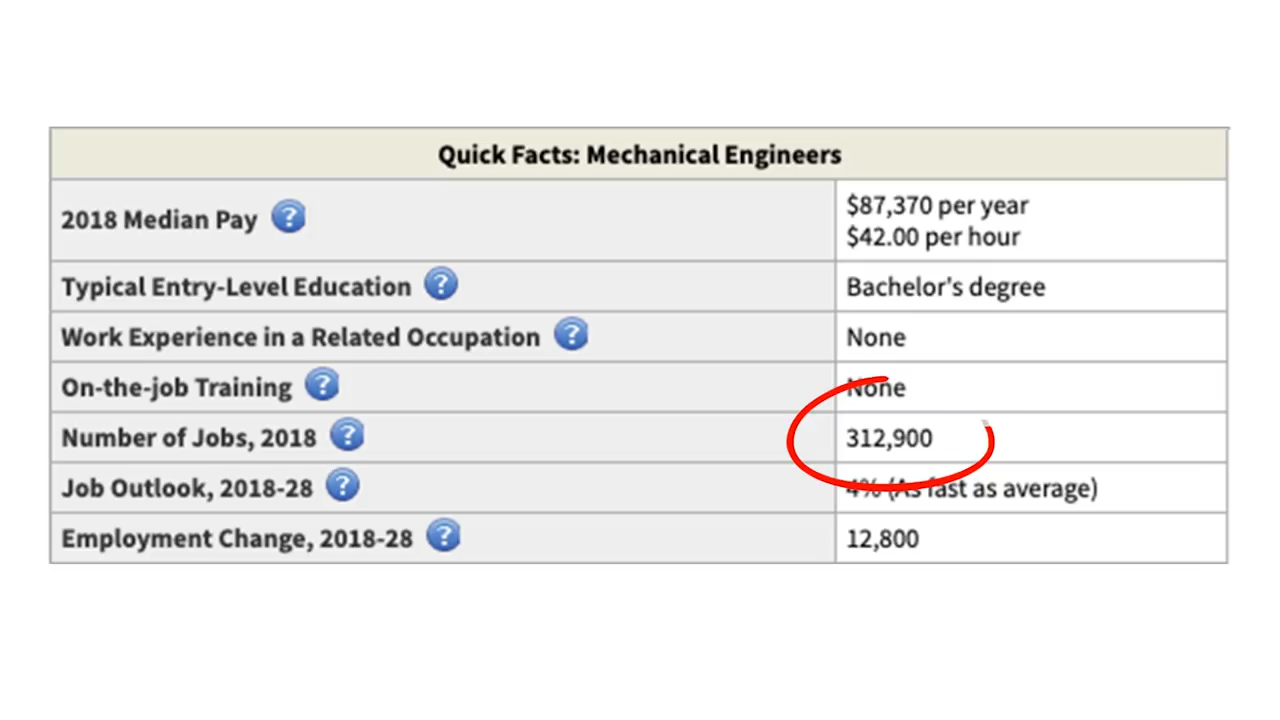 Quick Facts: Mechanical Engineers
2018 Median Pay ?
$87,370 per year
$42.00 per hour
Typical Entry-Level Education ? Bachelor's degree
Work Experience in a Related Occupation ? None
On-the-job Training ? None
Number of Jobs, 2018 ? 312,900
Job Outlook, 2018-28 ? 4% (As fast as average)
Employment Change, 2018-28 ? 12,800